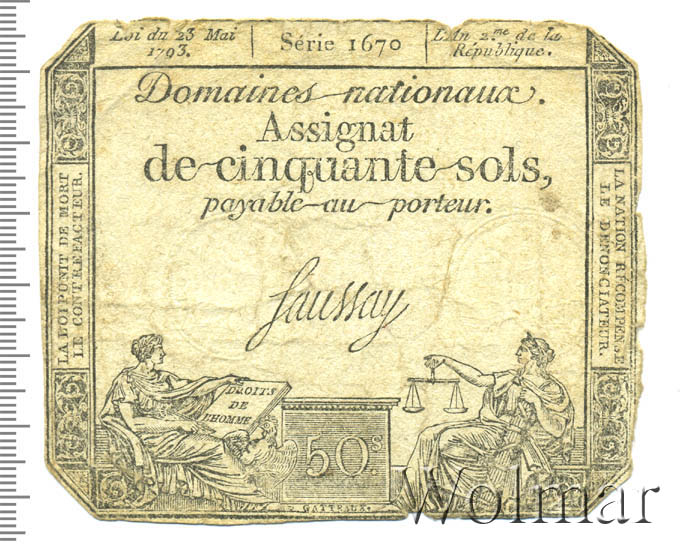 Loi du 23 Mai
1793.
Série 1670
L'An 2.me de la
République.
Domaines nationaux.
Assignat
de cinquante sols,
payable au porteur.
LA LOI PUNIT DE MORT
LE CONTREFACTEUR.
LA NATION RÉCOMPENSE
LE DÉNONCIATEUR.
Saussay
DROITS
DE
L'HOMME
50.s
GATTEAUX.
Wolmar